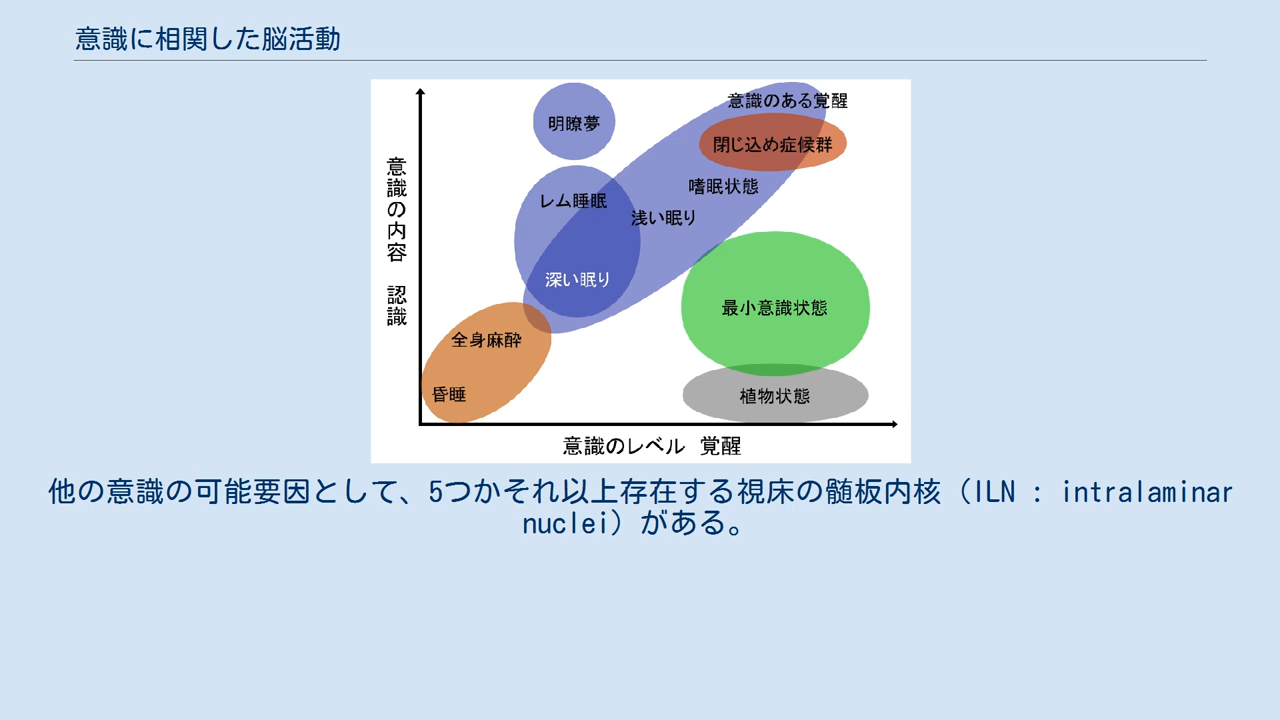 意識に相関した脳活動
意識の内容 認識
明瞭夢
意識のある覚醒
閉じ込め症候群
嗜眠状態
レム睡眠
浅い眠り
深い眠り
最小意識状態
全身麻酔
昏睡
植物状態
意識のレベル 覚醒
他の意識の可能要因として、5つかそれ以上存在する視床の髄板内核（ILN : intralaminar
nuclei）がある。